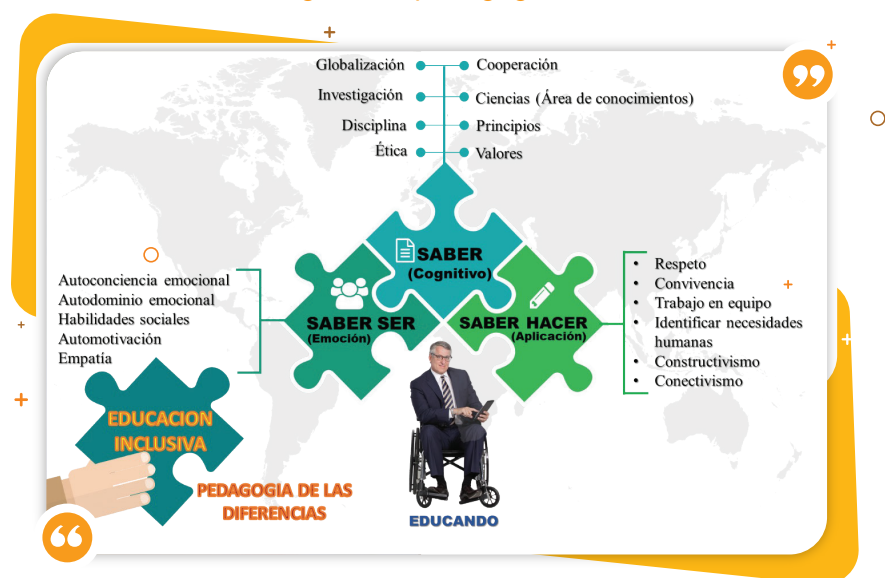 Globalización
Cooperación
Investigación
Ciencias (Área de conocimientos)
Disciplina
Principios
Ética
Valores
SABER
(Cognitivo)
Autoconciencia emocional
Autodominio emocional
Habilidades sociales
Automotivación
Empatía
SABER SER
(Emoción)
SABER HACER
(Aplicación)
• Respeto
• Convivencia
• Trabajo en equipo
• Identificar necesidades
humanas
• Constructivismo
• Conectivismo
EDUCACION
INCLUSIVA
PEDAGOGIA DE LAS
DIFERENCIAS
EDUCANDO